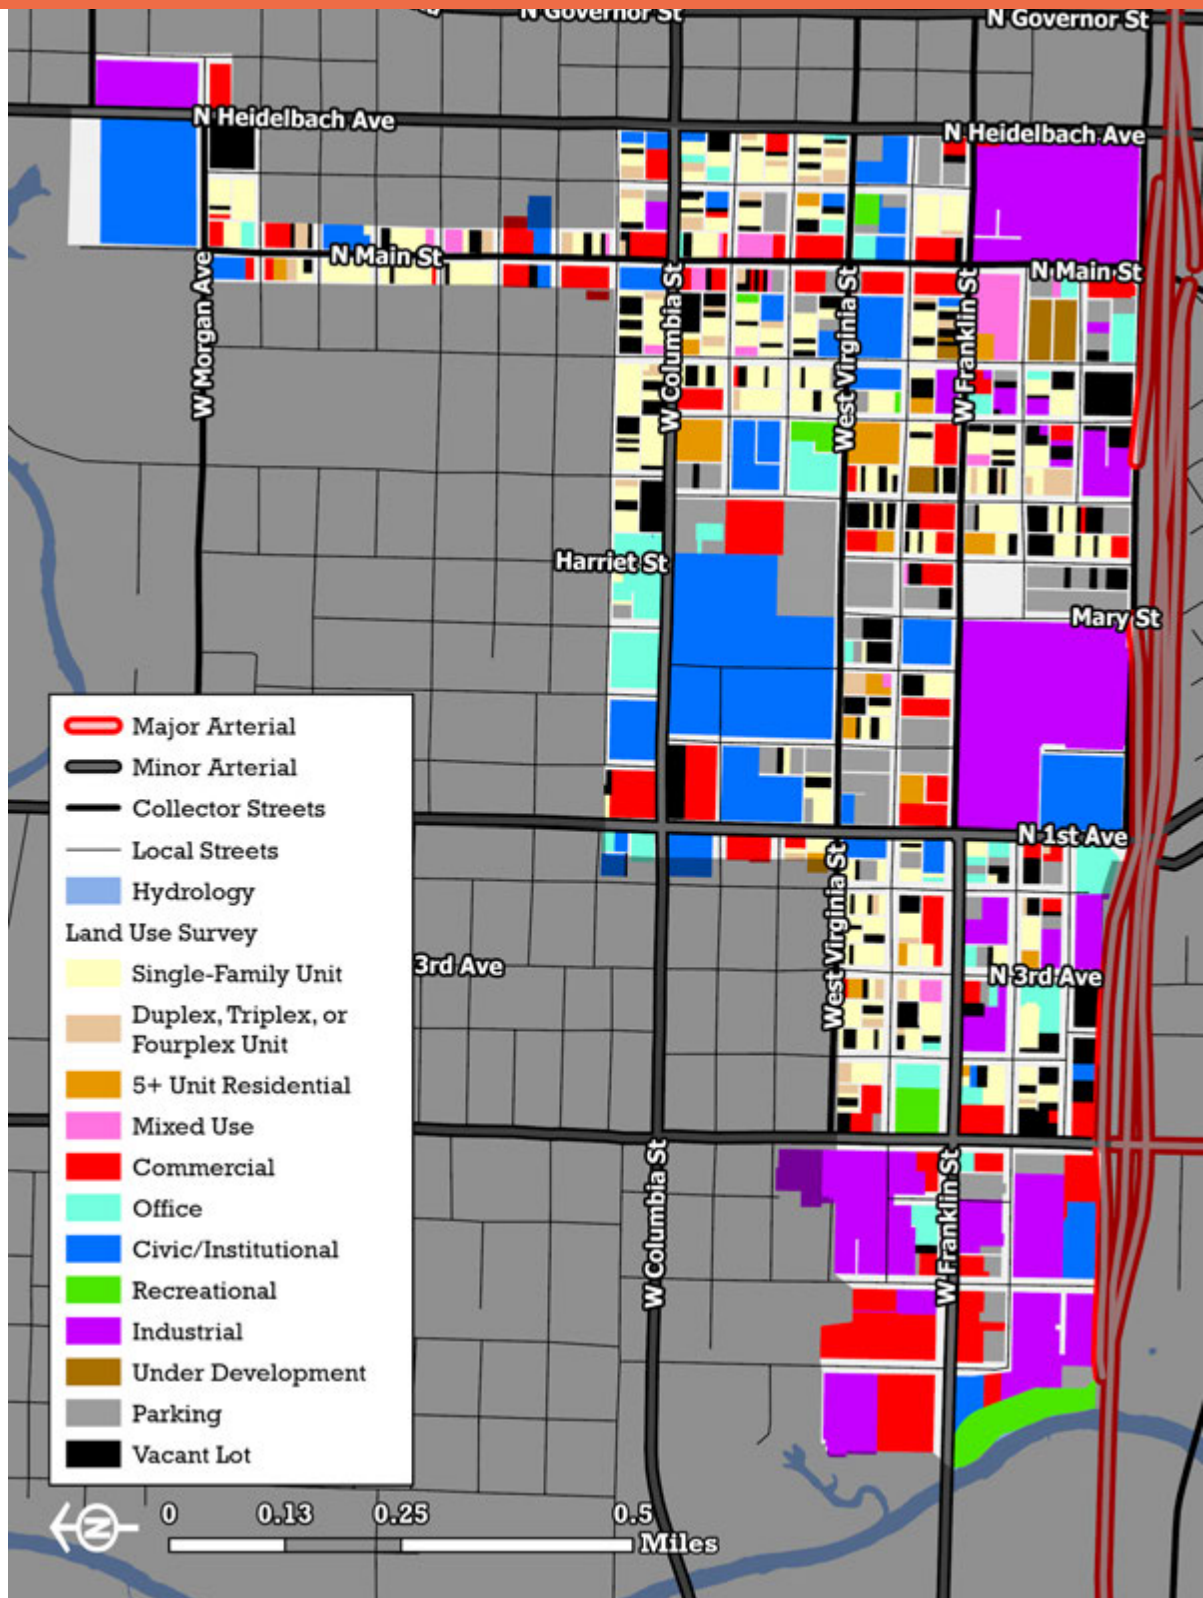 N Governor St
N Governor St
N Heidelbach Ave
N Heidelbach Ave
N Main St
N Main St
W Morgan Ave
W Columbia St
West Virginia St
W Franklin St
Harriet St
Mary St
N 1st Ave
3rd Ave
West Virginia St
N 3rd Ave
W Columbia St
W Franklin St
Major Arterial
Minor Arterial
Collector Streets
Local Streets
Hydrology
Land Use Survey
Single-Family Unit
Duplex, Triplex, or
Fourplex Unit
5+ Unit Residential
Mixed Use
Commercial
Office
Civic/Institutional
Recreational
Industrial
Under Development
Parking
Vacant Lot
N
0 0.13 0.25 0.5
Miles